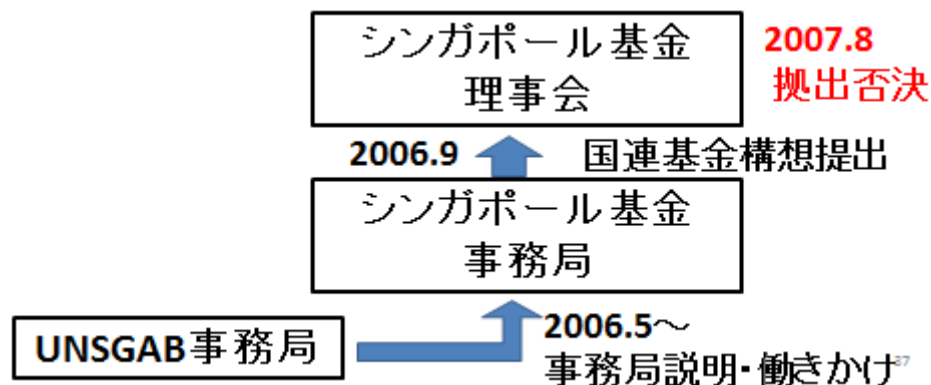 シンガポール基金
理事会
2007.8
拠出否決
2006.9
国連基金構想提出
シンガポール基金
事務局
UNSGAB事務局
2006.5～
事務局説明・働きかけ
37